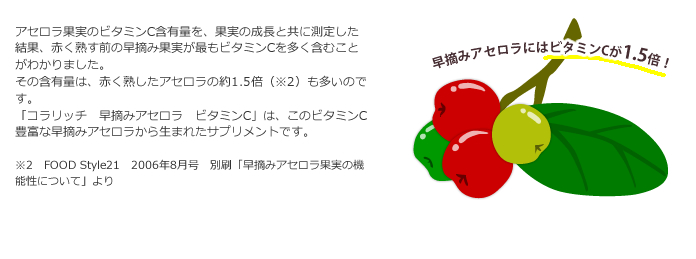 アセロラ果実のビタミンC含有量を、果実の成長と共に測定した
結果、赤く熟す前の早摘み果実が最もビタミンCを多く含むこと
がわかりました。
その含有量は、赤く熟したアセロラの約1.5倍（※2）も多いので
す。
「コラリッチ　早摘みアセロラ　ビタミンC」は、このビタミンC
豊富な早摘みアセロラから生まれたサプリメントです。
※2　FOOD Style21　2006年8月号　別刷「早摘みアセロラ果実の機
能性について」より
早摘みアセロラにはビタミンCが1.5倍！